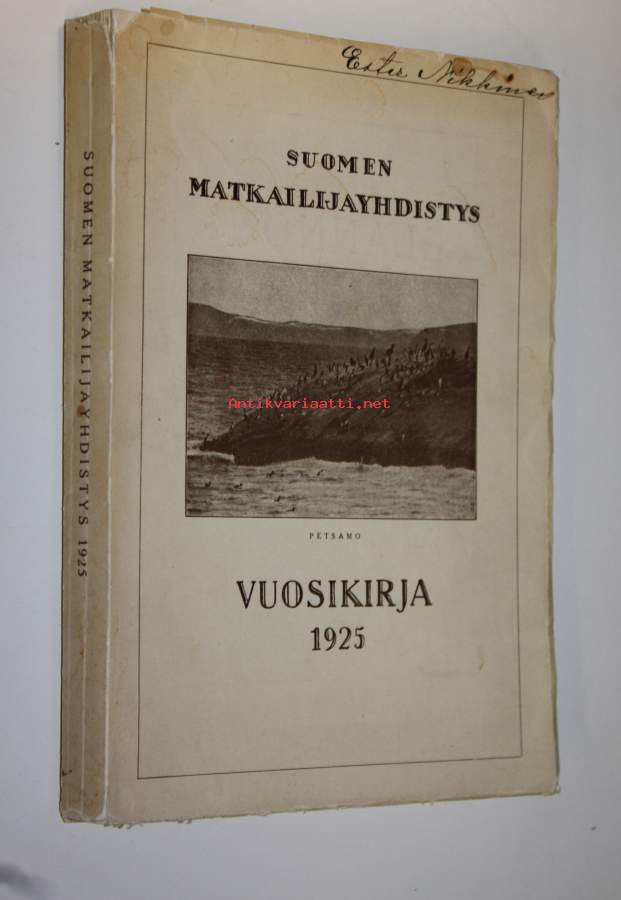 Ester Nikkinen
SUOMEN
MATKAILIJAYHDISTYS
Antikvariaatti.net
PETSAMO
VUOSIKIRJA
1925
SUOMEN MATKAILIJAYHDISTYS 1925